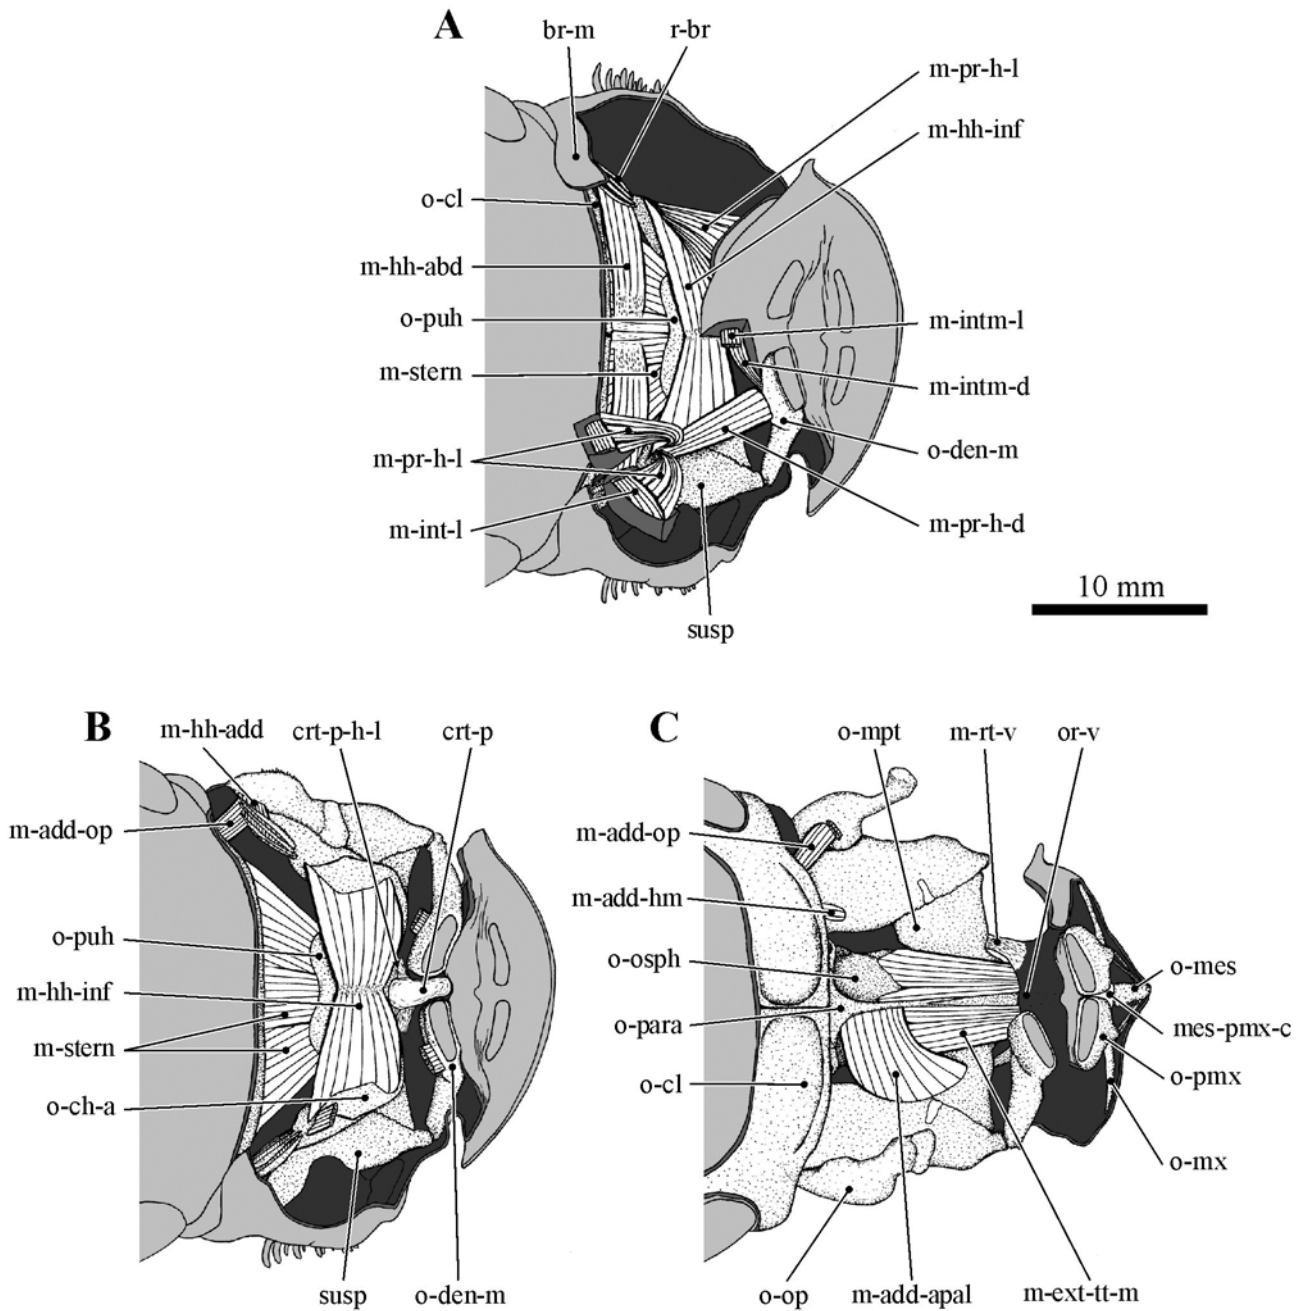 A
br-m
r-br
m-pr-h-l
m-hh-inf
o-cl
m-hh-abd
o-puh
m-intm-l
m-stern
m-intm-d
m-pr-h-l
o-den-m
m-int-l
m-pr-h-d
susp
10 mm
B
m-hh-add
crt-p-h-l
crt-p
m-add-op
o-puh
m-hh-inf
m-stern
o-ch-a
susp
o-den-m
C
o-mpt
m-rt-v
or-v
m-add-op
m-add-hm
o-osph
o-mes
o-para
mes-pmx-c
o-cl
o-pmx
o-mx
o-op
m-add-apal
m-ext-tt-m